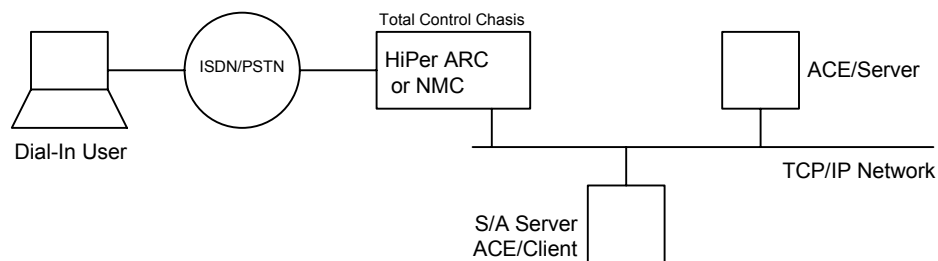 Total Control Chasis
ISDN/PSTN
HiPer ARC
or NMC
ACE/Server
Dial-In User
TCP/IP Network
S/A Server
ACE/Client